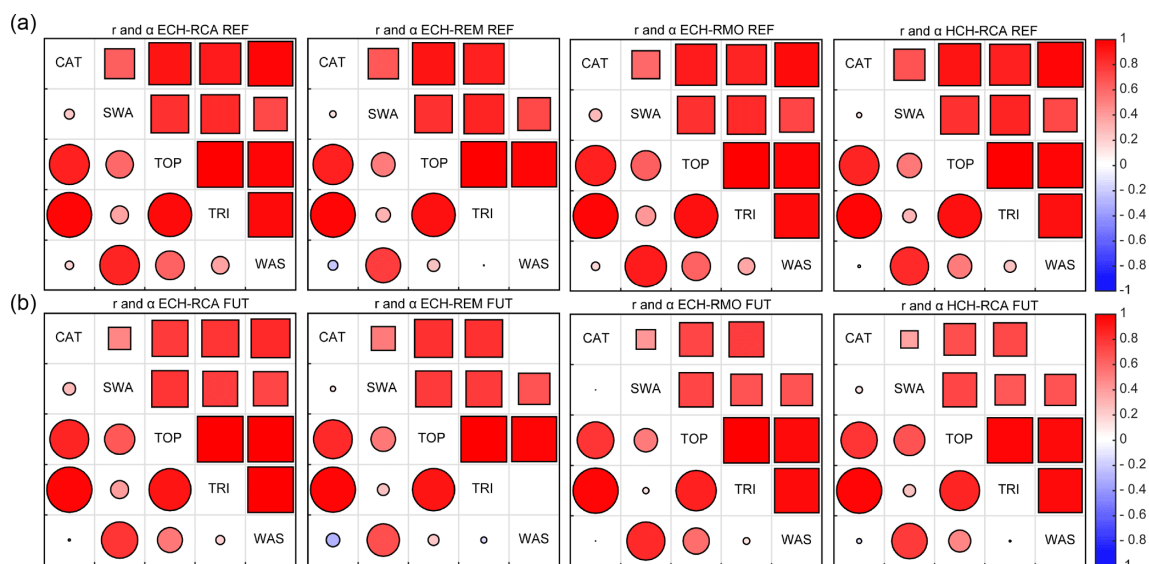 (a)
r and α ECH-RCA REF
r and α ECH-REM REF
r and α ECH-RMO REF
r and α HCH-RCA REF
CAT
SWA
TOP
TRI
WAS
CAT
SWA
TOP
TRI
WAS
CAT
SWA
TOP
TRI
WAS
CAT
SWA
TOP
TRI
WAS
1
0.8
0.6
0.4
0.2
0
- 0.2
- 0.4
- 0.6
- 0.8
-1
(b)
r and α ECH-RCA FUT
r and α ECH-REM FUT
r and α ECH-RMO FUT
r and α HCH-RCA FUT
CAT
SWA
TOP
TRI
WAS
CAT
SWA
TOP
TRI
WAS
CAT
SWA
TOP
TRI
WAS
CAT
SWA
TOP
TRI
WAS
1
0.8
0.6
0.4
0.2
0
- 0.2
- 0.4
- 0.6
- 0.8
-1